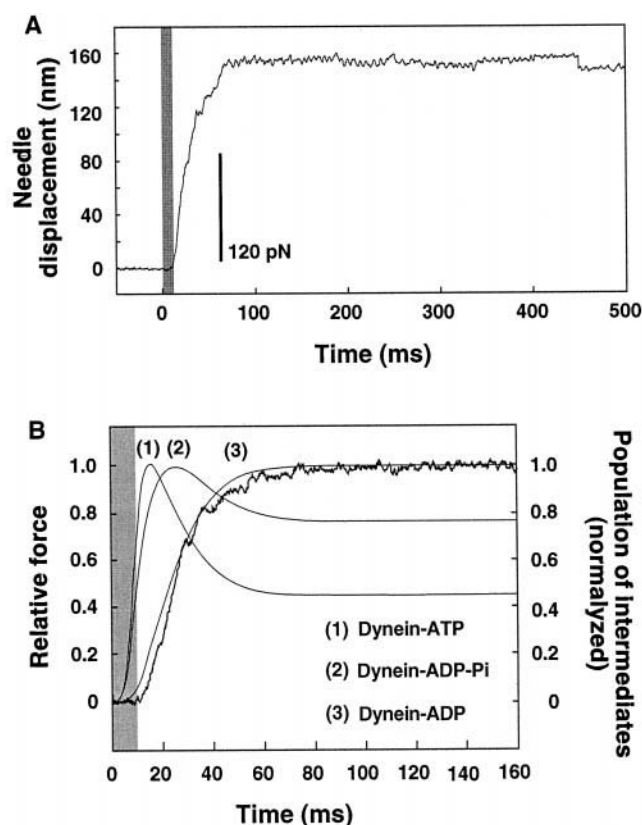 A
Needle
displacement (nm)
160
120
80
40
0
120 pN
0
100
200
300
400
500
Time (ms)
B
(1)
(2)
(3)
Relative force
1.0
0.8
0.6
0.4
0.2
0
Population of intermediates
(normalized)
1.0
0.8
0.6
0.4
0.2
0
(1) Dynein-ATP
(2) Dynein-ADP-Pi
(3) Dynein-ADP
0
20
40
60
80
100
120
140
160
Time (ms)